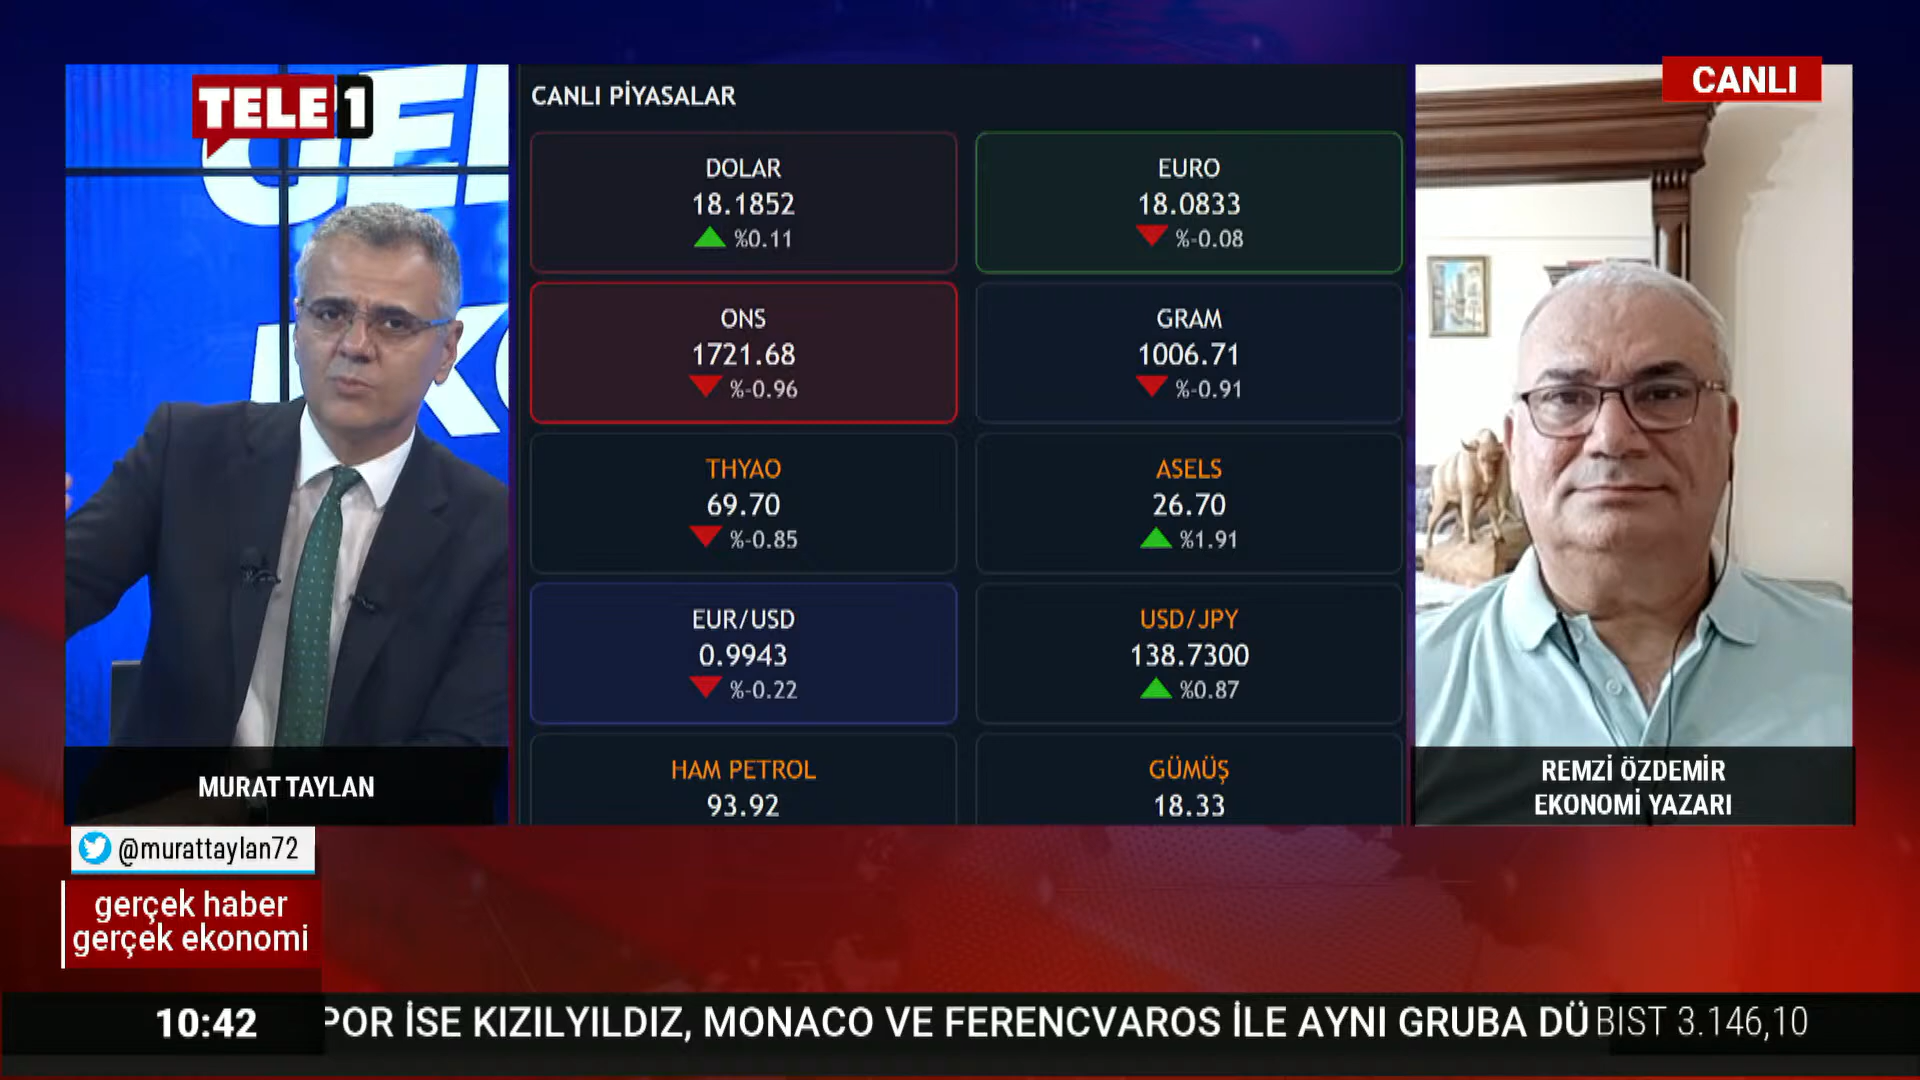 TELE1
CANLI
CANLI PİYASALAR
DOLAR
18.1852
%0.11
EURO
18.0833
%-0.08
ONS
1721.68
%-0.96
GRAM
1006.71
%-0.91
THYAO
69.70
%-0.85
ASELS
26.70
%1.91
EUR/USD
0.9943
%-0.22
USD/JPY
138.7300
%0.87
HAM PETROL
93.92
GÜMÜŞ
18.33
MURAT TAYLAN
REMZİ ÖZDEMİR
EKONOMİ YAZARI
@murattaylan72
gerçek haber
gerçek ekonomi
10:42
POR İSE KIZILYILDIZ, MONACO VE FERENCVAROS İLE AYNI GRUBA DÜ
BIST 3.146,10